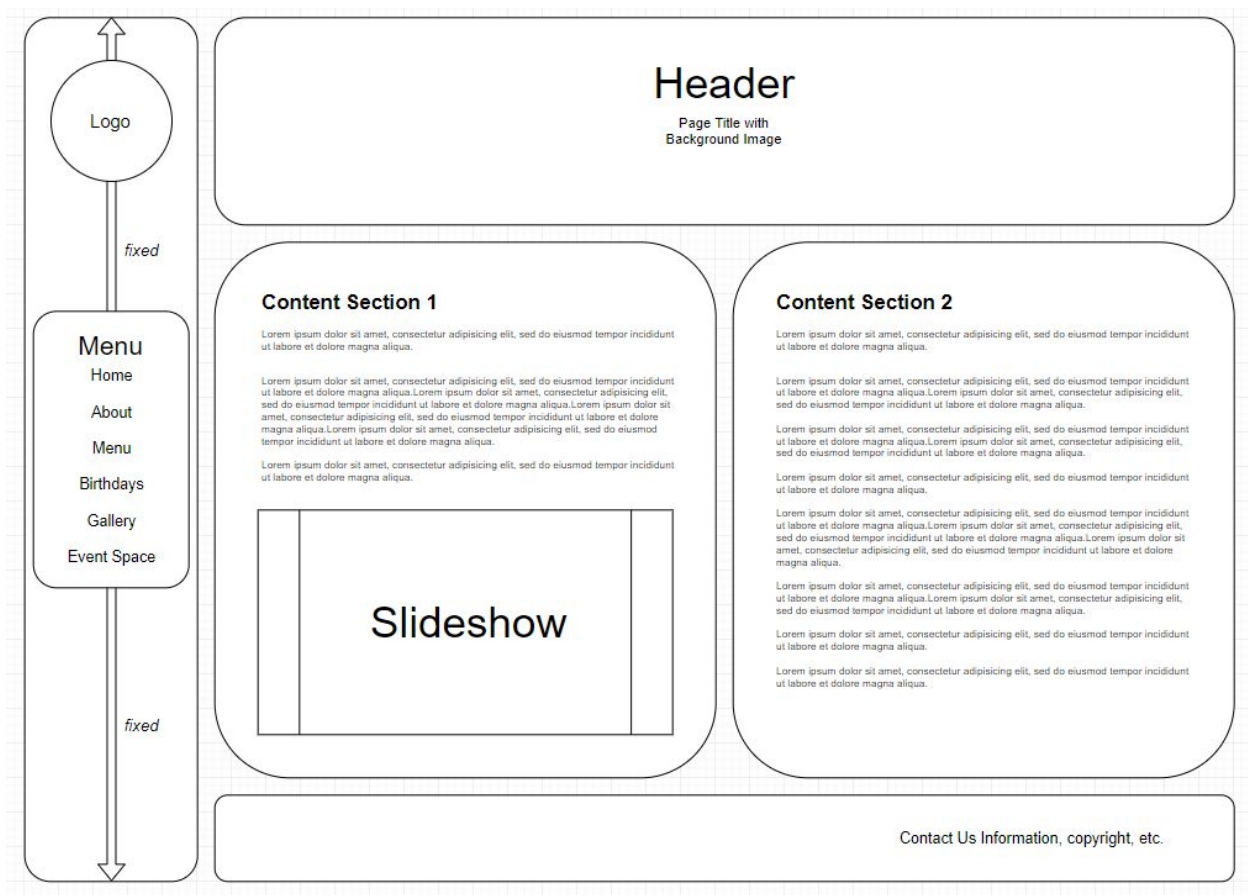 Logo
fixed
Menu
Home
About
Menu
Birthdays
Gallery
Event Space
fixed
Header
Page Title with
Background Image
Content Section 1
Lorem ipsum dolor sit amet, consectetur adipisicing elit, sed do eiusmod tempor incididunt
ut labore et dolore magna aliqua.
Lorem ipsum dolor sit amet, consectetur adipisicing elit, sed do eiusmod tempor incididunt
ut labore et dolore magna aliqua.Lorem ipsum dolor sit amet, consectetur adipisicing elit,
sed do eiusmod tempor incididunt ut labore et dolore magna aliqua.Lorem ipsum dolor sit
amet, consectetur adipisicing elit, sed do eiusmod tempor incididunt ut labore et dolore
magna aliqua.Lorem ipsum dolor sit amet, consectetur adipisicing elit, sed do eiusmod
tempor incididunt ut labore et dolore magna aliqua.
Lorem ipsum dolor sit amet, consectetur adipisicing elit, sed do eiusmod tempor incididunt
ut labore et dolore magna aliqua.
Slideshow
Content Section 2
Lorem ipsum dolor sit amet, consectetur adipisicing elit, sed do eiusmod tempor incididunt
ut labore et dolore magna aliqua.
Lorem ipsum dolor sit amet, consectetur adipisicing elit, sed do eiusmod tempor incididunt
ut labore et dolore magna aliqua.Lorem ipsum dolor sit amet, consectetur adipisicing elit,
sed do eiusmod tempor incididunt ut labore et dolore magna aliqua.
Lorem ipsum dolor sit amet, consectetur adipisicing elit, sed do eiusmod tempor incididunt
ut labore et dolore magna aliqua.Lorem ipsum dolor sit amet, consectetur adipisicing elit,
sed do eiusmod tempor incididunt ut labore et dolore magna aliqua.
Lorem ipsum dolor sit amet, consectetur adipisicing elit, sed do eiusmod tempor incididunt
ut labore et dolore magna aliqua.
Lorem ipsum dolor sit amet, consectetur adipisicing elit, sed do eiusmod tempor incididunt
ut labore et dolore magna aliqua.Lorem ipsum dolor sit amet, consectetur adipisicing elit,
sed do eiusmod tempor incididunt ut labore et dolore magna aliqua.Lorem ipsum dolor sit
amet, consectetur adipisicing elit, sed do eiusmod tempor incididunt ut labore et dolore
magna aliqua.
Lorem ipsum dolor sit amet, consectetur adipisicing elit, sed do eiusmod tempor incididunt
ut labore et dolore magna aliqua.Lorem ipsum dolor sit amet, consectetur adipisicing elit,
sed do eiusmod tempor incididunt ut labore et dolore magna aliqua.
Lorem ipsum dolor sit amet, consectetur adipisicing elit, sed do eiusmod tempor incididunt
ut labore et dolore magna aliqua.
Lorem ipsum dolor sit amet, consectetur adipisicing elit, sed do eiusmod tempor incididunt
ut labore et dolore magna aliqua.
Contact Us Information, copyright, etc.